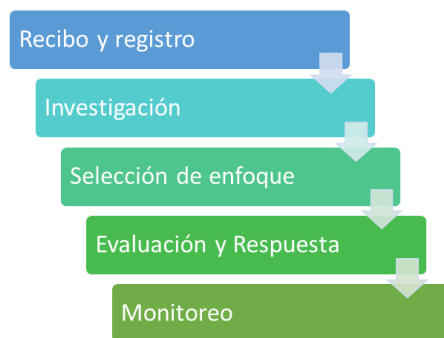 Recibo y registro
Investigación
Selección de enfoque
Evaluación y Respuesta
Monitoreo